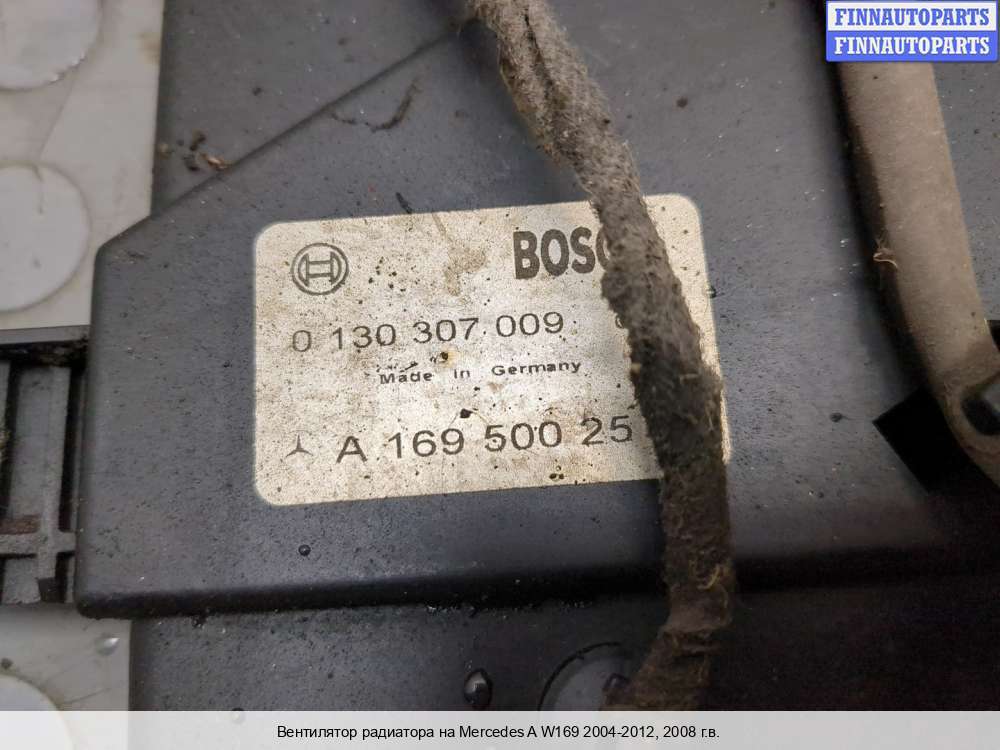 FINNAUTOPARTS
FINNAUTOPARTS
BOSC
0 130 307 009
Made in Germany
A 169 500 25
Вентилятор радиатора на Mercedes A W169 2004-2012, 2008 г.в.